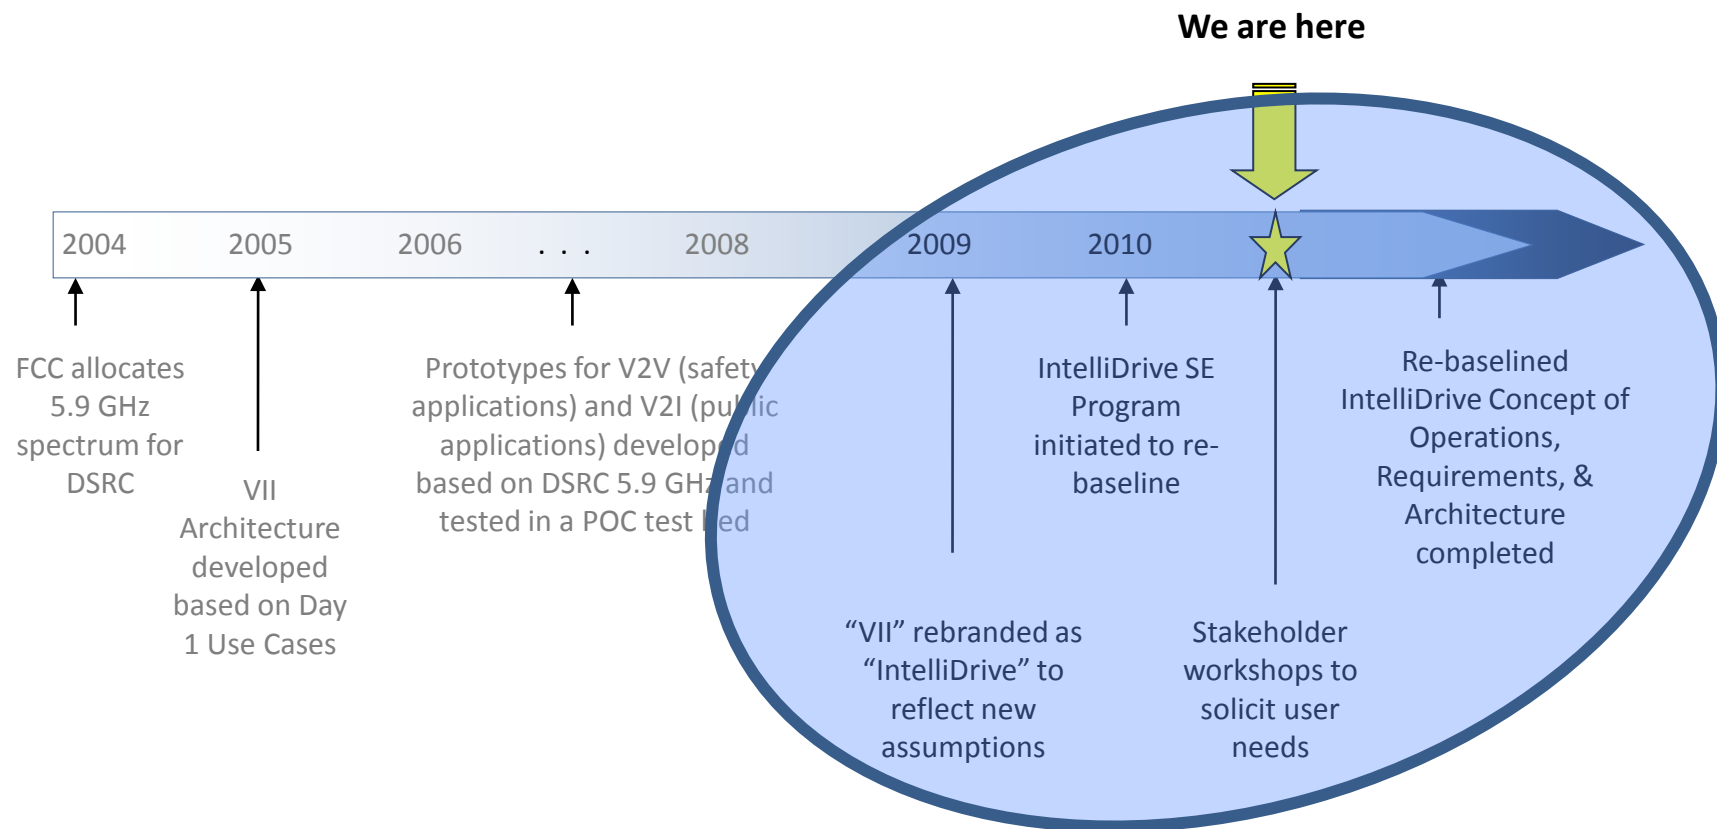 We are here
2004 2005 2006 . . . 2008 2009 2010
FCC allocates
5.9 GHz
spectrum for
DSRC
VII
Architecture
developed
based on Day
1 Use Cases
Prototypes for V2V (safety
applications) and V2I (public
applications) developed
based on DSRC 5.9 GHz and
tested in a POC test bed
“VII” rebranded as
“IntelliDrive” to
reflect new
assumptions
IntelliDrive SE
Program
initiated to re-
baseline
Stakeholder
workshops to
solicit user
needs
Re-baselined
IntelliDrive Concept of
Operations,
Requirements, &
Architecture
completed